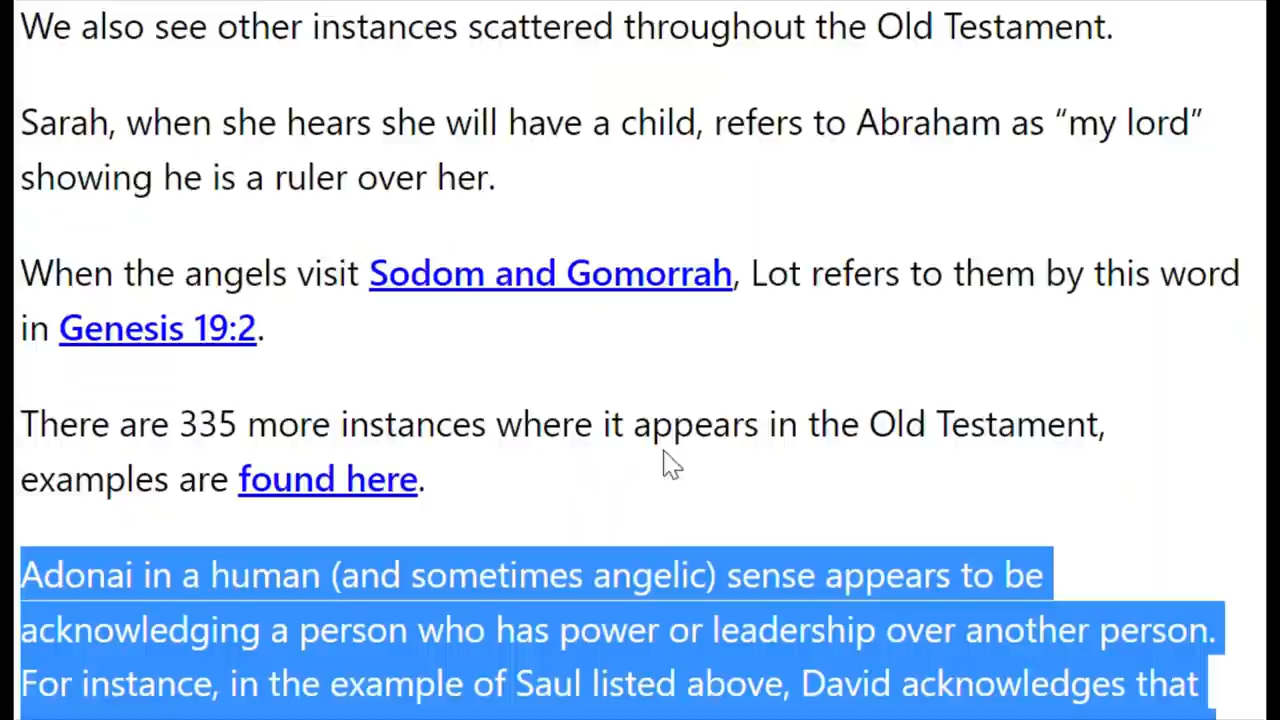 We also see other instances scattered throughout the Old Testament.
Sarah, when she hears she will have a child, refers to Abraham as “my lord”
showing he is a ruler over her.
When the angels visit Sodom and Gomorrah, Lot refers to them by this word
in Genesis 19:2.
There are 335 more instances where it appears in the Old Testament,
examples are found here.
Adonai in a human (and sometimes angelic) sense appears to be
acknowledging a person who has power or leadership over another person.
For instance, in the example of Saul listed above, David acknowledges that